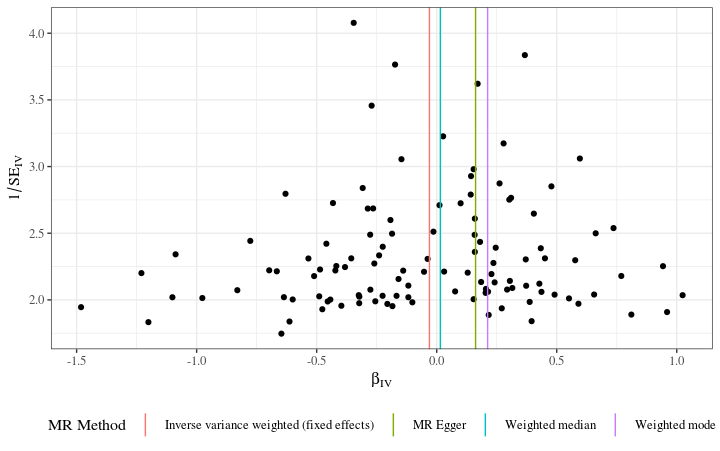 4.0
3.5
3.0
2.5
2.0
1/SE_IV
-1.5 -1.0 -0.5 0.0 0.5 1.0
β_IV
MR Method Inverse variance weighted (fixed effects) MR Egger Weighted median Weighted mode